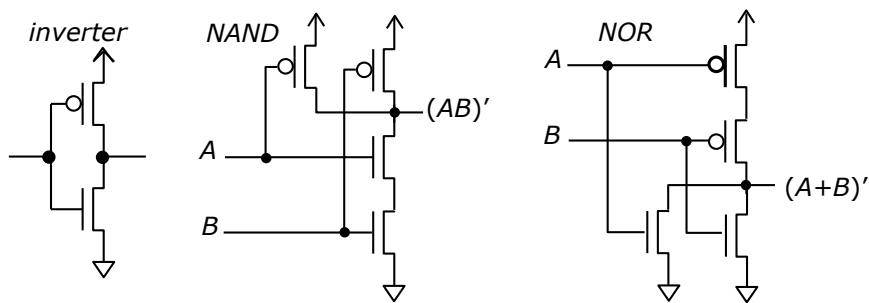 inverter
NAND
NOR
A
B
(AB)’
A
B
(A+B)’